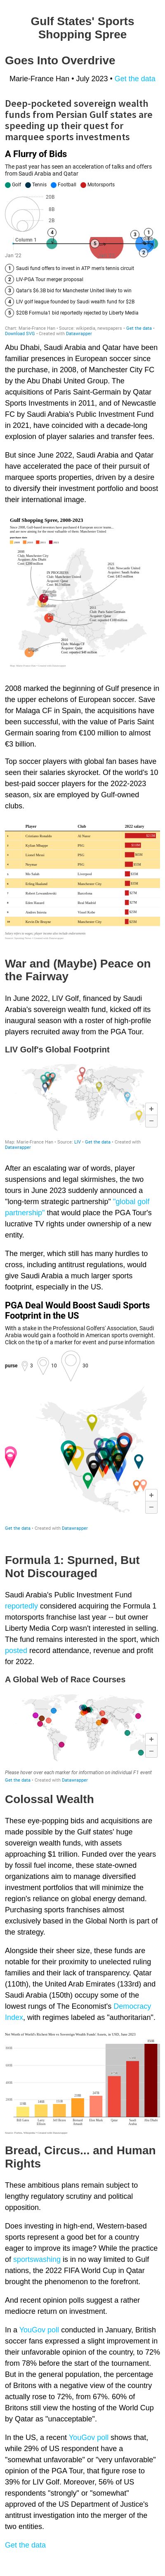 Gulf States' Sports
Shopping Spree
Goes Into Overdrive
Marie-France Han • July 2023 • Get the data
Deep-pocketed sovereign wealth
funds from Persian Gulf states are
speeding up their quest for
marquee sports investments
A Flurry of Bids
The past year has seen an acceleration of talks and offers
from Saudi Arabia and Qatar
Golf Tennis Football Motorsports
20B
8B
2B
Column 1
Jan '22
1 Saudi fund offers to invest in ATP men's tennis circuit
2 LIV-PGA Tour merger proposal
3 Qatar's $6.3B bid for Manchester United likely to win
4 LIV golf league founded by Saudi wealth fund for $2B
5 $20B Formula1 bid reportedly spurned by Liberty Media
Chart: Marie-France Han • Source: wikipedia, newspapers • Get the data •
Download SVG • Created with Datawrapper
Abu Dhabi, Saudi Arabia and Qatar have been
familiar presences in European soccer since
the purchase, in 2008, of Manchester City FC
by the Abu Dhabi United Group. The
acquisitions of Paris Saint-Germain by Qatar
Sports Investments in 2011, and of Newcastle
FC by Saudi Arabia's Public Investment Fund
in 2021, have coincided with a decade-long
explosion of player salaries and transfer fees.
But since June 2022, Saudi Arabia and Qatar
have stepped up the pace of their pursuit of
marquee sports properties, driven by a desire
to diversify their investment portfolio and boost
their international image.
Gulf Shopping Spree, 2008-2023
2008
Club: Manchester City
Acquirer: Abu Dhabi
IN PROGRESS
Club: Manchester United
Acquirer: Qatar
2021
Club: Newcastle United
Acquirer: Saudi Arabia
2011
Club: Paris Saint Germain
Acquirer: Qatar
2010
Club: Malaga CF
Acquirer: Qatar
2008 marked the beginning of Gulf presence in
the upper echelons of European soccer. Save
for Malaga CF in Spain, the acquisitions have
been successful, with the value of Paris Saint
Germain soaring from €100 million to almost
€3 billion.
Top soccer players with global fan bases have
seen their salaries skyrocket. Of the world's 10
best-paid soccer players for the 2022-2023
season, six are employed by Gulf-owned
clubs.
Player Club 2022 salary
Cristiano Ronaldo Al-Nassr
Kylian Mbappe PSG
Lionel Messi PSG
Neymar PSG
Mo Salah Liverpool
Erling Haaland Manchester City
Robert Lewandowski Barcelona
Eden Hazard Real Madrid
Andres Iniesta Vissel Kobe
Kevin De Bruyne Manchester City
War and (Maybe) Peace on
the Fairway
In June 2022, LIV Golf, financed by Saudi
Arabia's sovereign wealth fund, kicked off its
inaugural season with a roster of high-profile
players recruited away from the PGA Tour.
LIV Golf's Global Footprint
+
−
Map: Marie-France Han • Source: LIV • Get the data • Created with
Datawrapper
After an escalating war of words, player
suspensions and legal skirmishes, the two
tours in June 2023 suddenly announced a
"long-term strategic partnership" "global golf
partnership" that would place the PGA Tour's
lucrative TV rights under ownership of a new
entity.
The merger, which still has many hurdles to
cross, including antitrust regulations, would
give Saudi Arabia a much larger sports
footprint, especially in the US.
PGA Deal Would Boost Saudi Sports
Footprint in the US
With a stake in the Professional Golfers' Association, Saudi
Arabia would gain a foothold in American sports overnight.
Click on the tip of a marker for event and purse information
purse 3 10 30
+
−
Get the data • Created with Datawrapper
Formula 1: Spurned, But
Not Discouraged
Saudi Arabia's Public Investment Fund
reportedly considered acquiring the Formula 1
motorsports franchise last year -- but owner
Liberty Media Corp wasn't interested in selling.
The fund remains interested in the sport, which
posted record attendance, revenue and profit
for 2022.
A Global Web of Race Courses
+
−
Please hover over each marker for information on individual F1 event
Get the data • Created with Datawrapper
Colossal Wealth
These eye-popping bids and acquisitions are
made possible by the Gulf states' huge
sovereign wealth funds, with assets
approaching $1 trillion. Funded over the years
by fossil fuel income, these state-owned
organizations aim to manage diversified
investment portfolios that will minimize the
region's reliance on global energy demand.
Purchasing sports franchises almost
exclusively based in the Global North is part of
the strategy.
Alongside their sheer size, these funds are
notable for their proximity to unelected ruling
families and their lack of transparency. Qatar
(110th), the United Arab Emirates (133rd) and
Saudi Arabia (150th) occupy some of the
lowest rungs of The Economist's Democracy
Index, with regimes labeled as "authoritarian".
Bill Gates
Larry Ellison
Jeff Bezos
Bernard Arnault
Elon Musk
Qatar
Saudi Arabia
Abu Dhabi
Bread, Circus... and Human
Rights
These ambitious plans remain subject to
lengthy regulatory scrutiny and political
opposition.
Does investing in high-end, Western-based
sports represent a good bet for a country
eager to improve its image? While the practice
of sportswashing is in no way limited to Gulf
nations, the 2022 FIFA World Cup in Qatar
brought the phenomenon to the forefront.
And recent opinion polls suggest a rather
mediocre return on investment.
In a YouGov poll conducted in January, British
soccer fans expressed a slight improvement in
their unfavorable opinion of the country, to 72%
from 78% before the start of the tournament.
But in the general population, the percentage
of Britons with a negative view of the country
actually rose to 72%, from 67%. 60% of
Britons still view the hosting of the World Cup
by Qatar as "unacceptable".
In the US, a recent YouGov poll shows that,
while 29% of US respondent have a
"somewhat unfavorable" or "very unfavorable"
opinion of the PGA Tour, that figure rose to
39% for LIV Golf. Moreover, 56% of US
respondents "strongly" or "somewhat"
approved of the US Department of Justice's
antitrust investigation into the merger of the
two entities.
Get the data